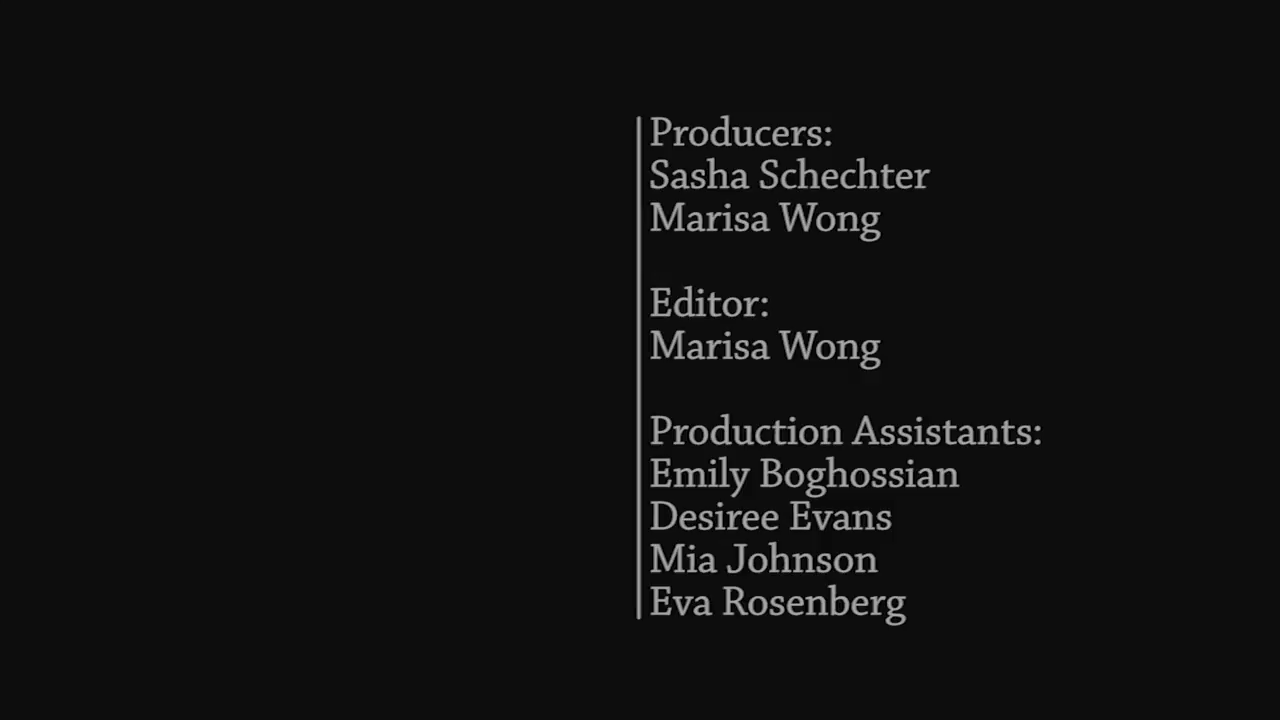 Producers:
Sasha Schechter
Marisa Wong
Editor:
Marisa Wong
Production Assistants:
Emily Boghossian
Desiree Evans
Mia Johnson
Eva Rosenberg